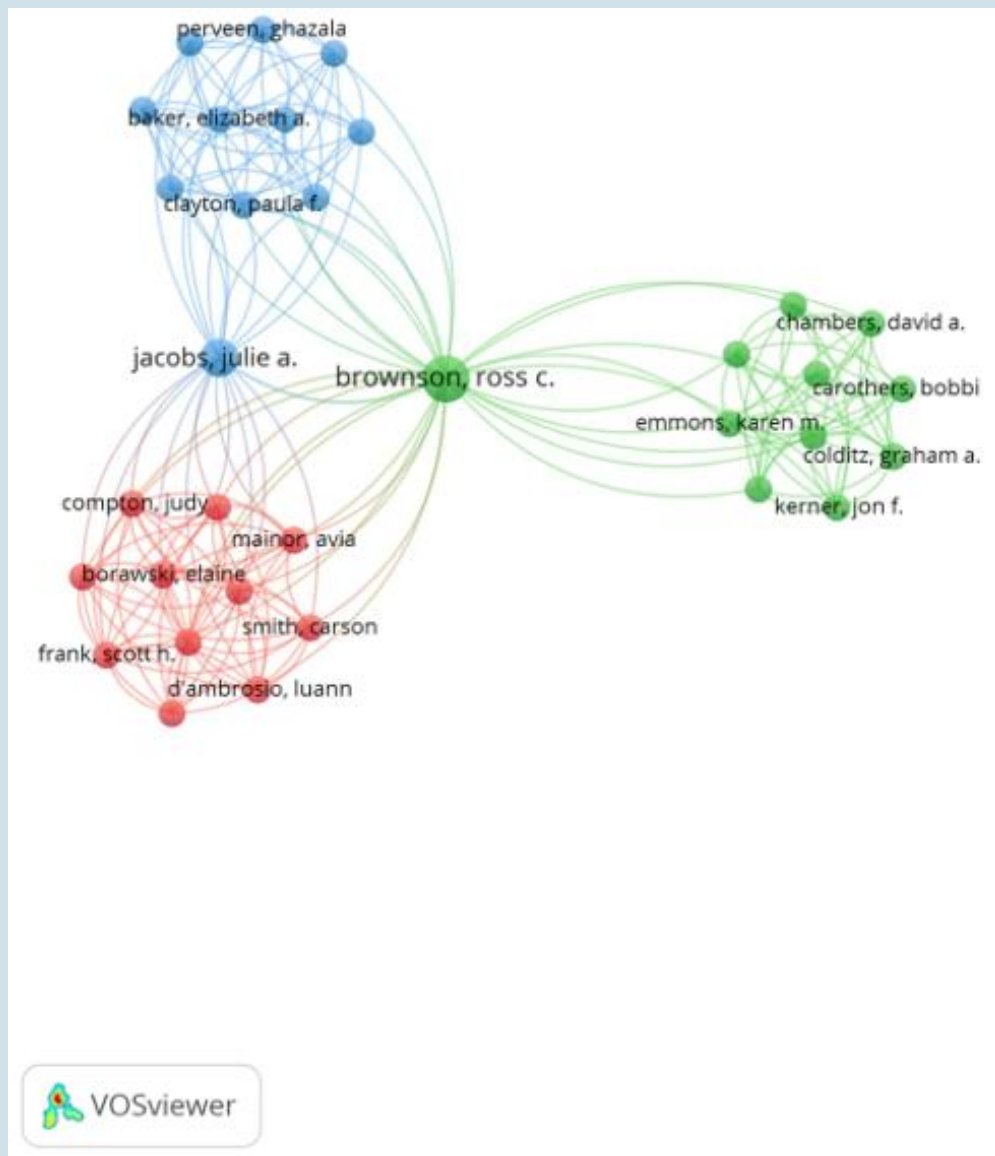 perveen, ghazala
baker, elizabeth a.
clayton, paula f.
jacobs, julie a.
brownson, ross c.
chambers, david a.
carothers, bobbi
emmons, karen m.
colditz, graham a.
kerner, jon f.
compton, judy
mainor, avia
borawski, elaine
smith, carson
frank, scott h.
d'ambrosio, luann
VOSviewer